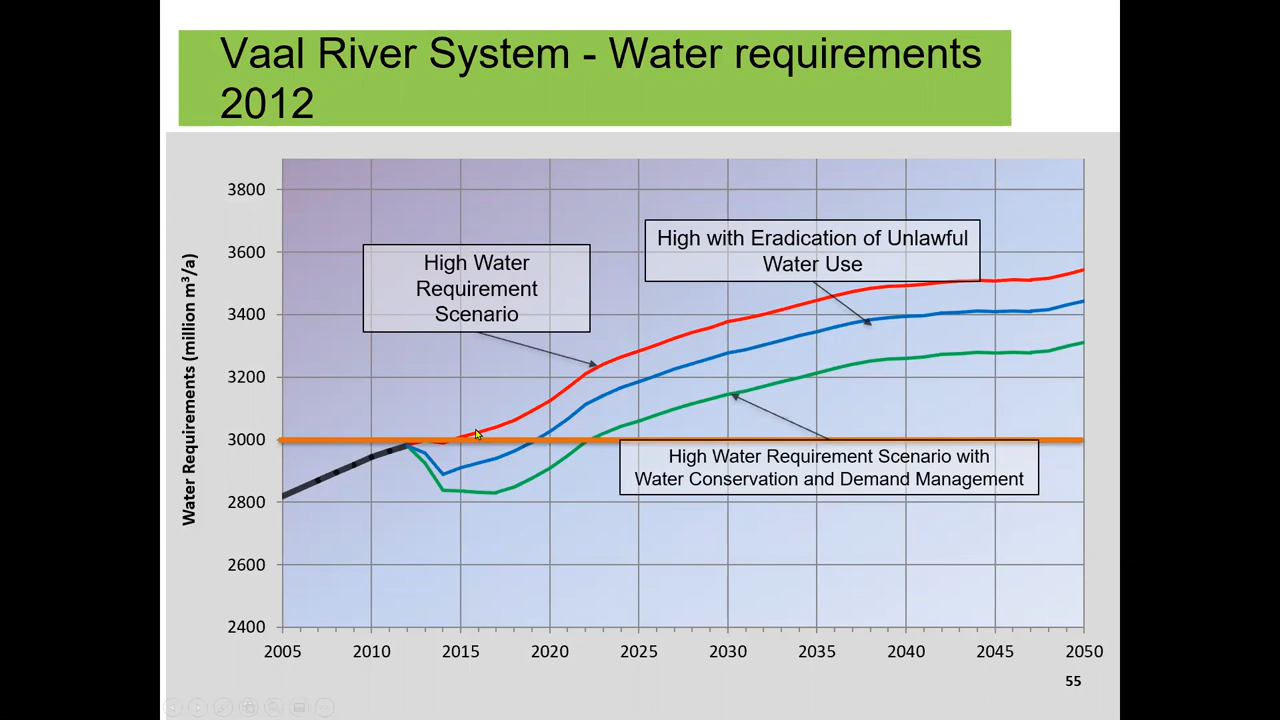 Vaal River System - Water requirements
2012
Water Requirements (million m³/a)
3800
3600
3400
3200
3000
2800
2600
2400
High Water
Requirement
Scenario
High with Eradication of Unlawful
Water Use
High Water Requirement Scenario with
Water Conservation and Demand Management
2005 2010 2015 2020 2025 2030 2035 2040 2045 2050
55